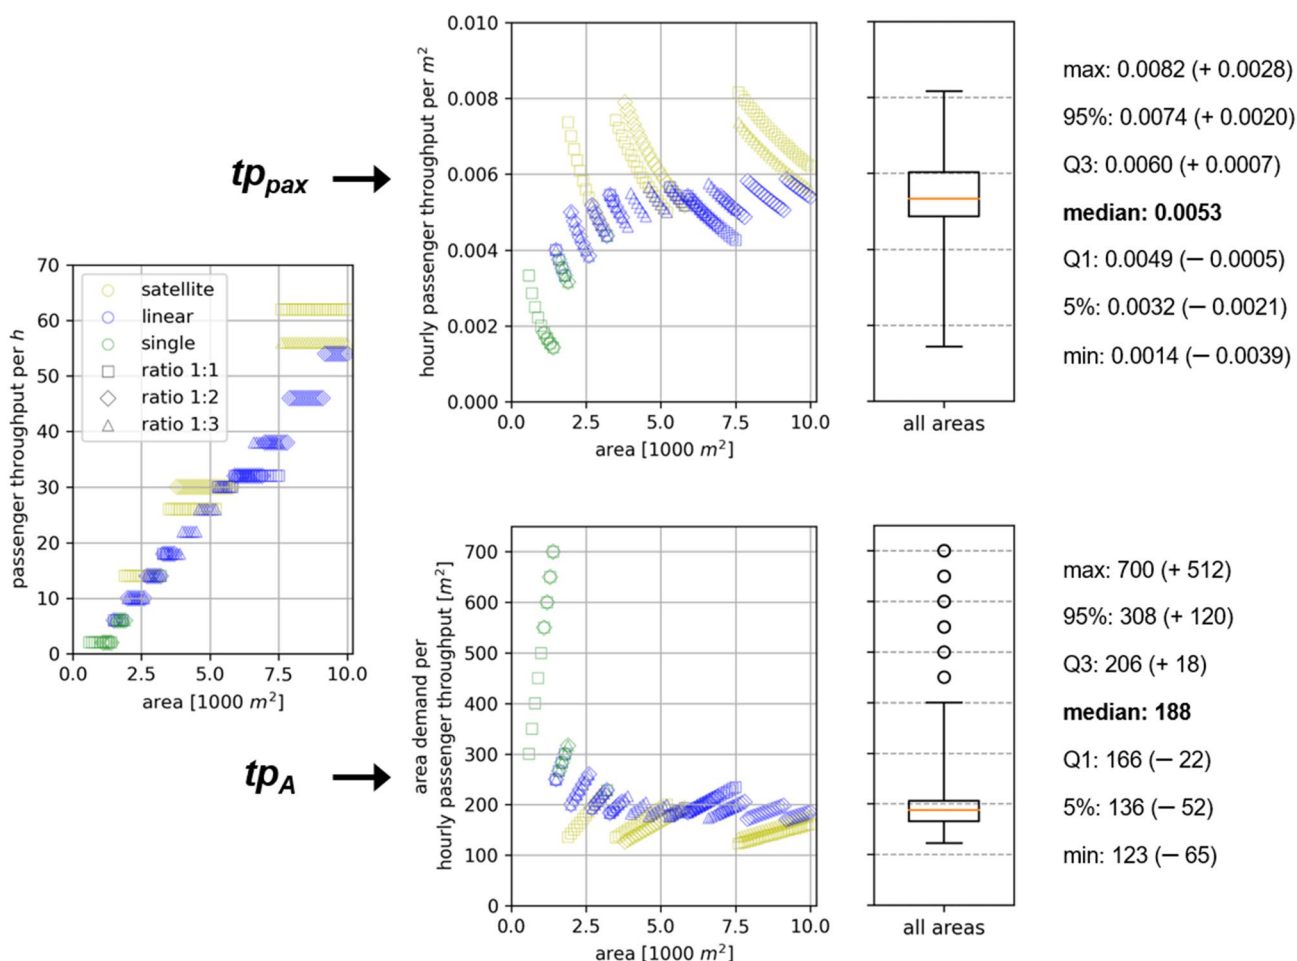 tp_pax
hourly passenger throughput per m²
0.010
0.008
0.006
0.004
0.002
0.000
0.0 2.5 5.0 7.5 10.0
area [1000 m²]
all areas
max: 0.0082 (+ 0.0028)
95%: 0.0074 (+ 0.0020)
Q3: 0.0060 (+ 0.0007)
median: 0.0053
Q1: 0.0049 (− 0.0005)
5%: 0.0032 (− 0.0021)
min: 0.0014 (− 0.0039)
passenger throughput per h
70
60
50
40
30
20
10
0
0.0 2.5 5.0 7.5 10.0
area [1000 m²]
satellite
linear
single
ratio 1:1
ratio 1:2
ratio 1:3
tp_A
area demand per
hourly passenger throughput [m²]
700
600
500
400
300
200
100
0
0.0 2.5 5.0 7.5 10.0
area [1000 m²]
all areas
max: 700 (+ 512)
95%: 308 (+ 120)
Q3: 206 (+ 18)
median: 188
Q1: 166 (− 22)
5%: 136 (− 52)
min: 123 (− 65)